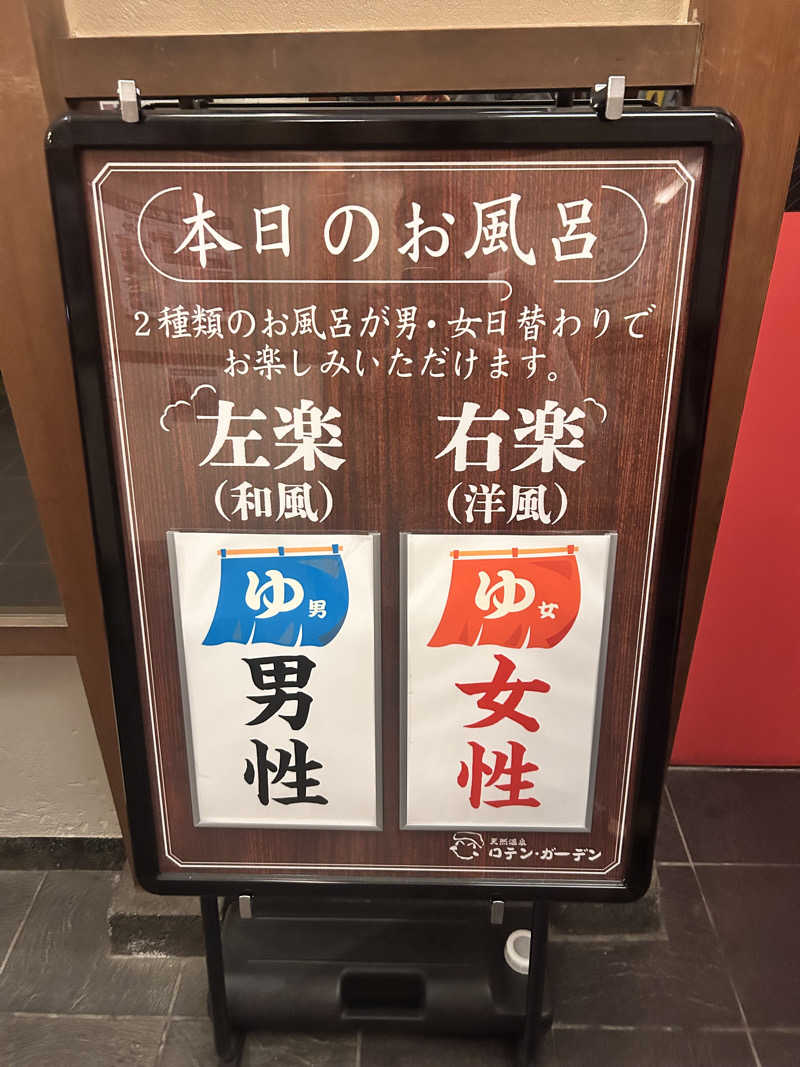 本日のお風呂
2種類のお風呂が男・女日替わりで
お楽しみいただけます。
左楽
(和風)
右楽
(洋風)
ゆ 男
男性
ゆ 女
女性
天然温泉
ロテン・ガーデン